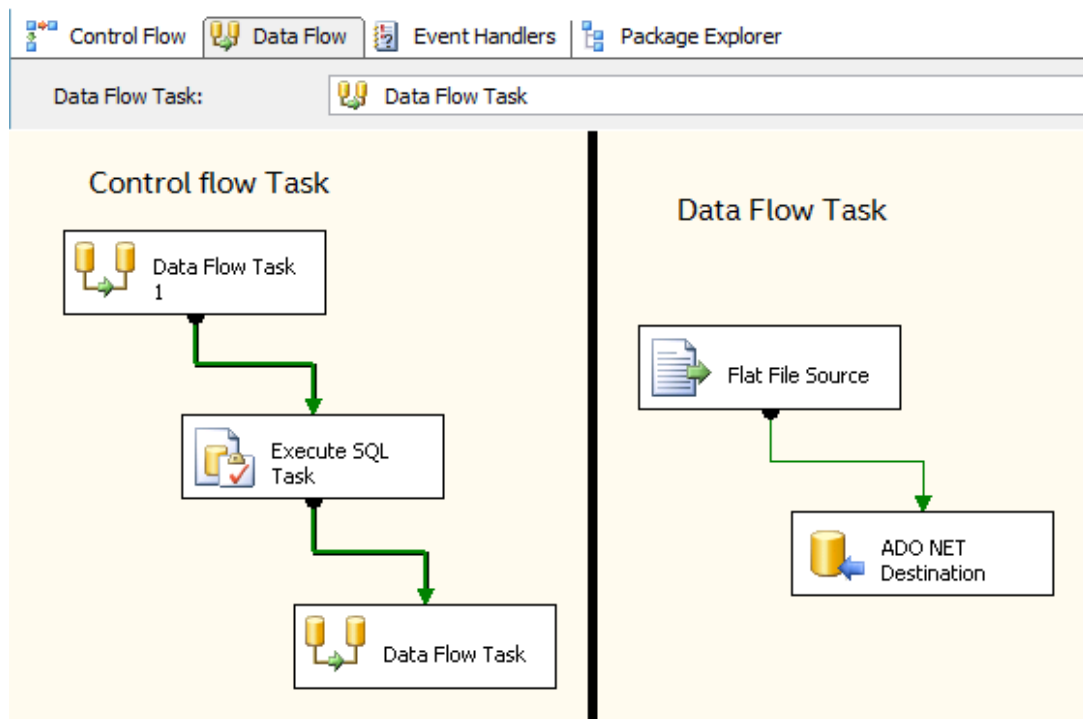 Control Flow
Data Flow
Event Handlers
Package Explorer
Data Flow Task:
Data Flow Task
Control flow Task
Data Flow Task
1
Execute SQL
Task
Data Flow Task
Data Flow Task
Flat File Source
ADO NET
Destination